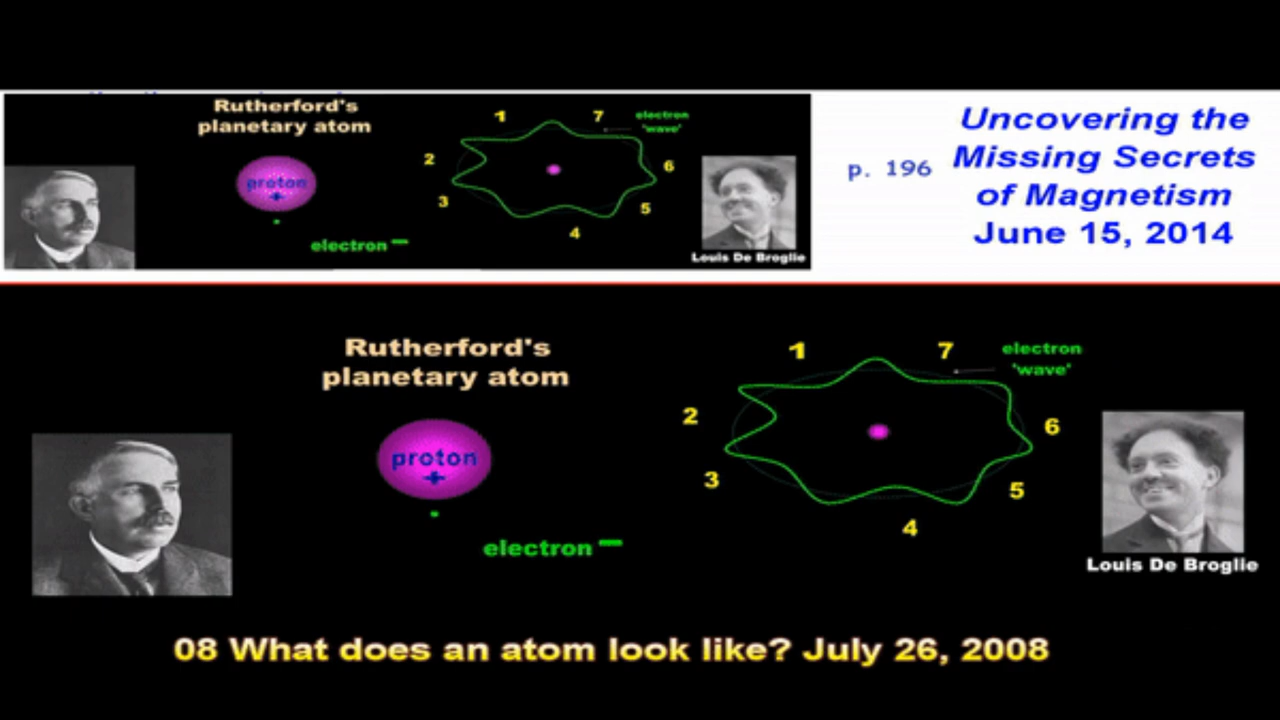 Rutherford's
planetary atom
proton
+
electron −
1
7
electron
'wave'
2
6
3
5
4
Louis De Broglie
p. 196
Uncovering the
Missing Secrets
of Magnetism
June 15, 2014
Rutherford's
planetary atom
proton
+
electron −
1
7
electron
'wave'
2
6
3
5
4
Louis De Broglie
08 What does an atom look like? July 26, 2008